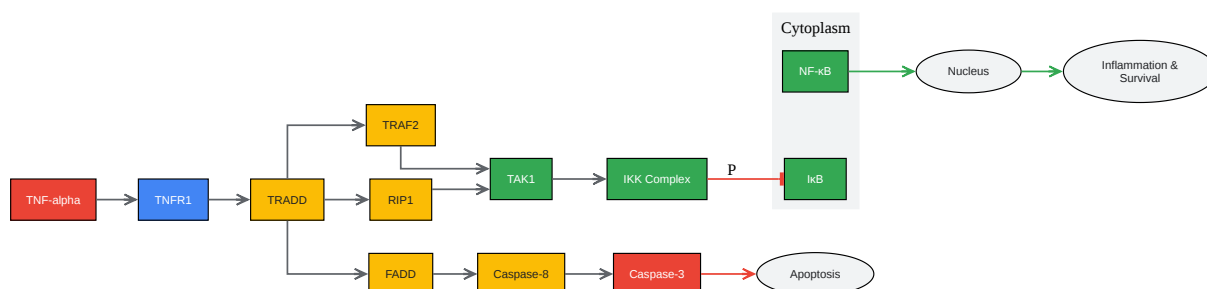 Cytoplasm
NF-κB
Nucleus
Inflammation &
Survival
TRAF2
TAK1
IKK Complex
P
IκB
TNF-alpha
TNFR1
TRADD
RIP1
FADD
Caspase-8
Caspase-3
Apoptosis